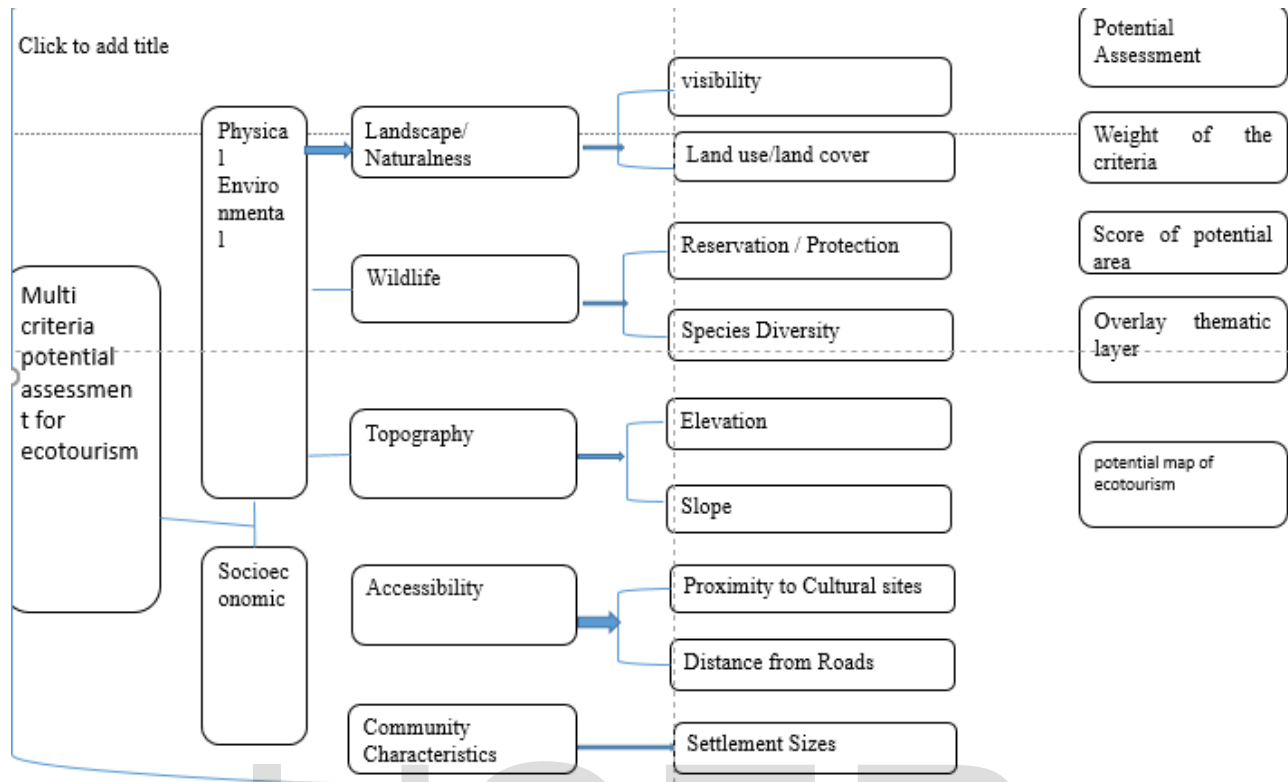 Click to add title
Multi
criteria
potential
assessmen
t for
ecotourism
Physica
l
Enviro
nmenta
l
Socioec
onomic
Landscape/
Naturalness
Wildlife
Topography
Accessibility
Community
Characteristics
visibility
Land use/land cover
Reservation / Protection
Species Diversity
Elevation
Slope
Proximity to Cultural sites
Distance from Roads
Settlement Sizes
Potential
Assessment
Weight of the
criteria
Score of potential
area
Overlay thematic
layer
potential map of
ecotourism